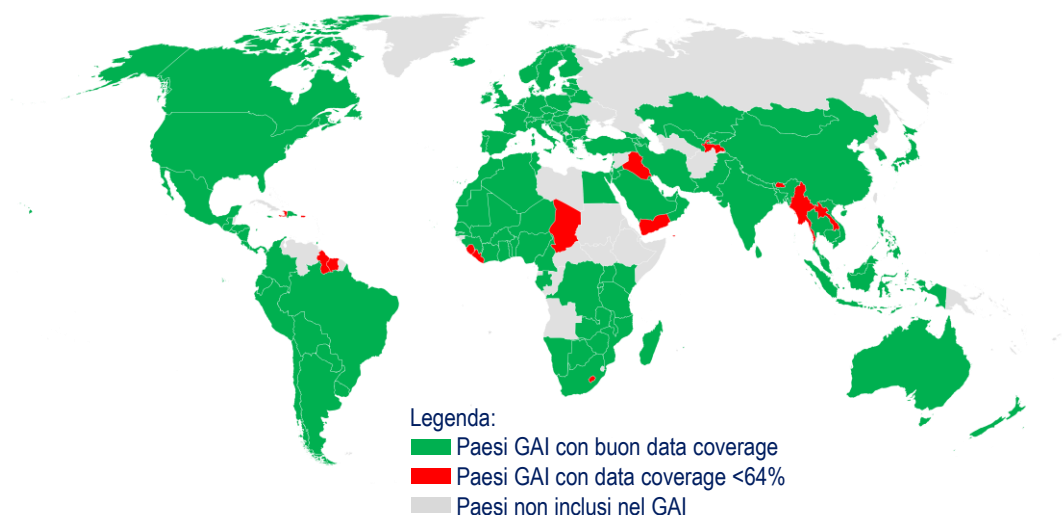 Legenda:
Paesi GAI con buon data coverage
Paesi GAI con data coverage <64%
Paesi non inclusi nel GAI